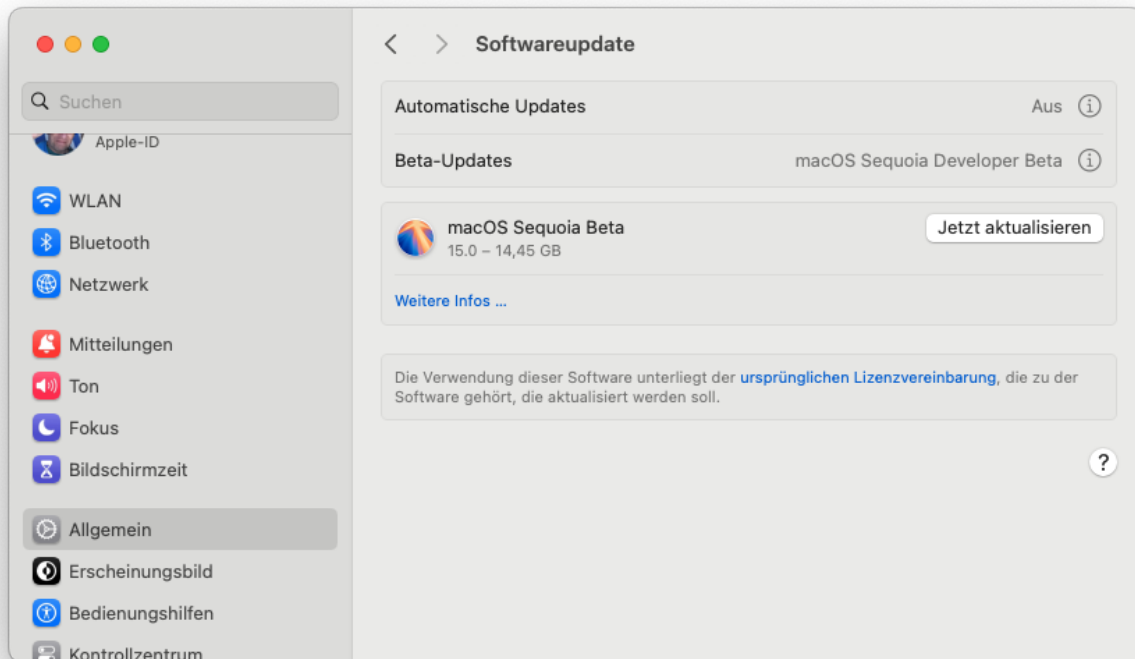 Suchen
Apple-ID
WLAN
Bluetooth
Netzwerk
Mitteilungen
Ton
Fokus
Bildschirmzeit
Allgemein
Erscheinungsbild
Bedienungshilfen
Kontrollzentrum
Softwareupdate
Automatische Updates Aus
Beta-Updates macOS Sequoia Developer Beta
macOS Sequoia Beta
15.0 – 14,45 GB
Jetzt aktualisieren
Weitere Infos ...
Die Verwendung dieser Software unterliegt der ursprünglichen Lizenzvereinbarung, die zu der
Software gehört, die aktualisiert werden soll.
?